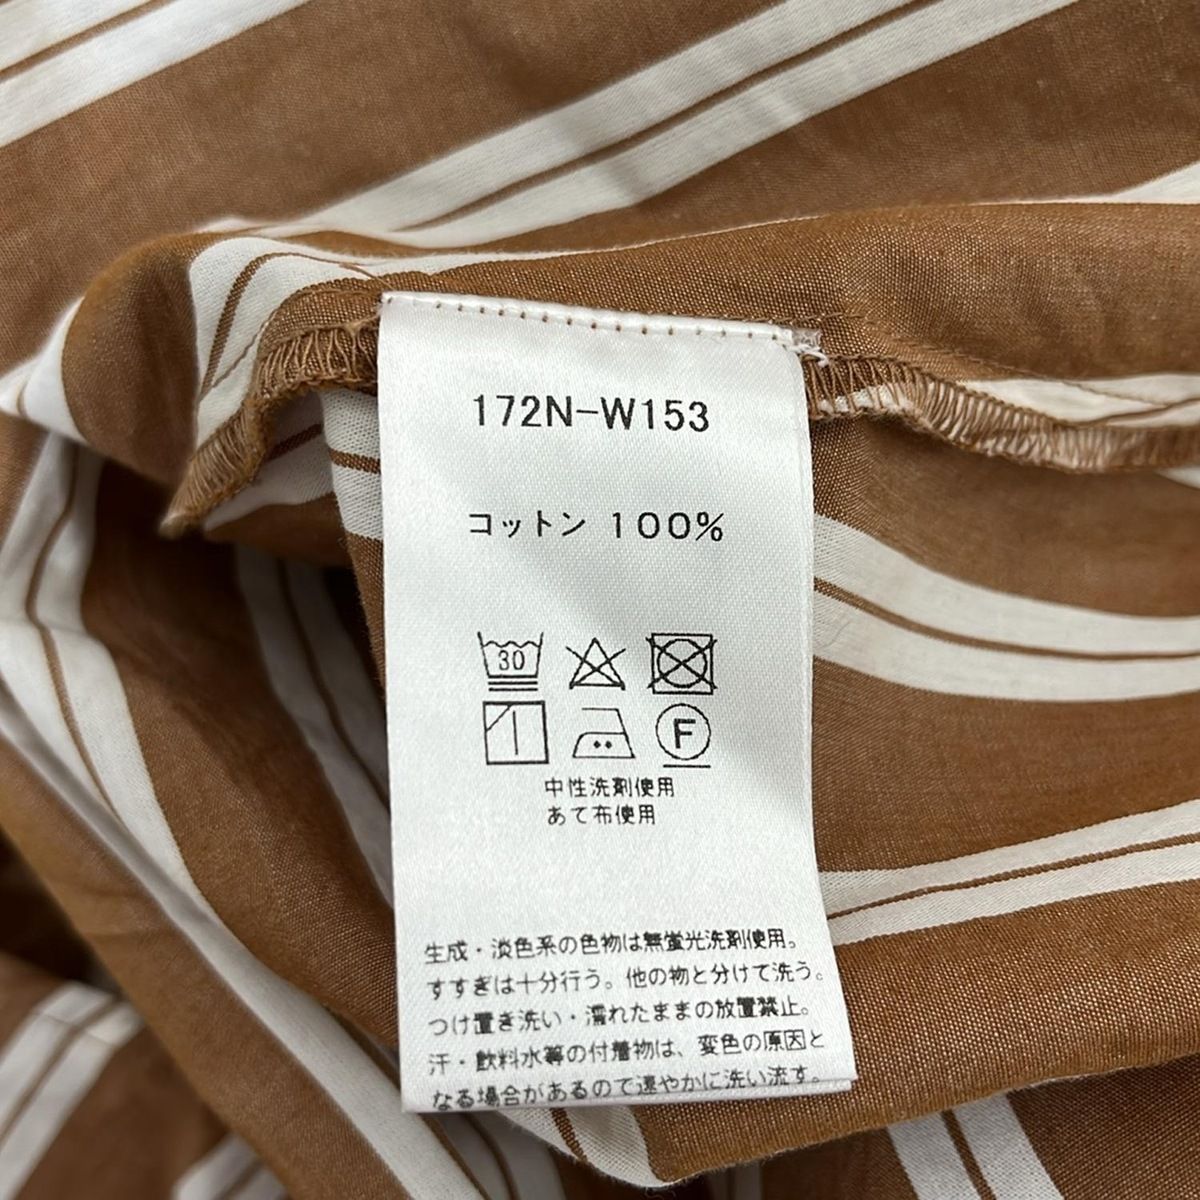 172N-W153
コットン 100%
30
F
中性洗剤使用
あて布使用
生成・淡色系の色物は無蛍光洗剤使用。
すすぎは十分行う。他の物と分けて洗う。
つけ置き洗い・濡れたままの放置禁止。
汗・飲料水等の付着物は、変色の原因と
なる場合があるので速やかに洗い流す。